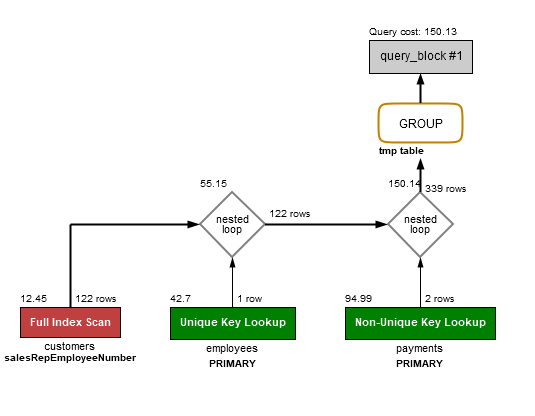 Query cost: 150.13
query_block #1
GROUP
tmp table
55.15
150.14
339 rows
nested
loop
122 rows
nested
loop
12.45
122 rows
42.7
1 row
94.99
2 rows
Full Index Scan
Unique Key Lookup
Non-Unique Key Lookup
customers
employees
payments
salesRepEmployeeNumber
PRIMARY
PRIMARY